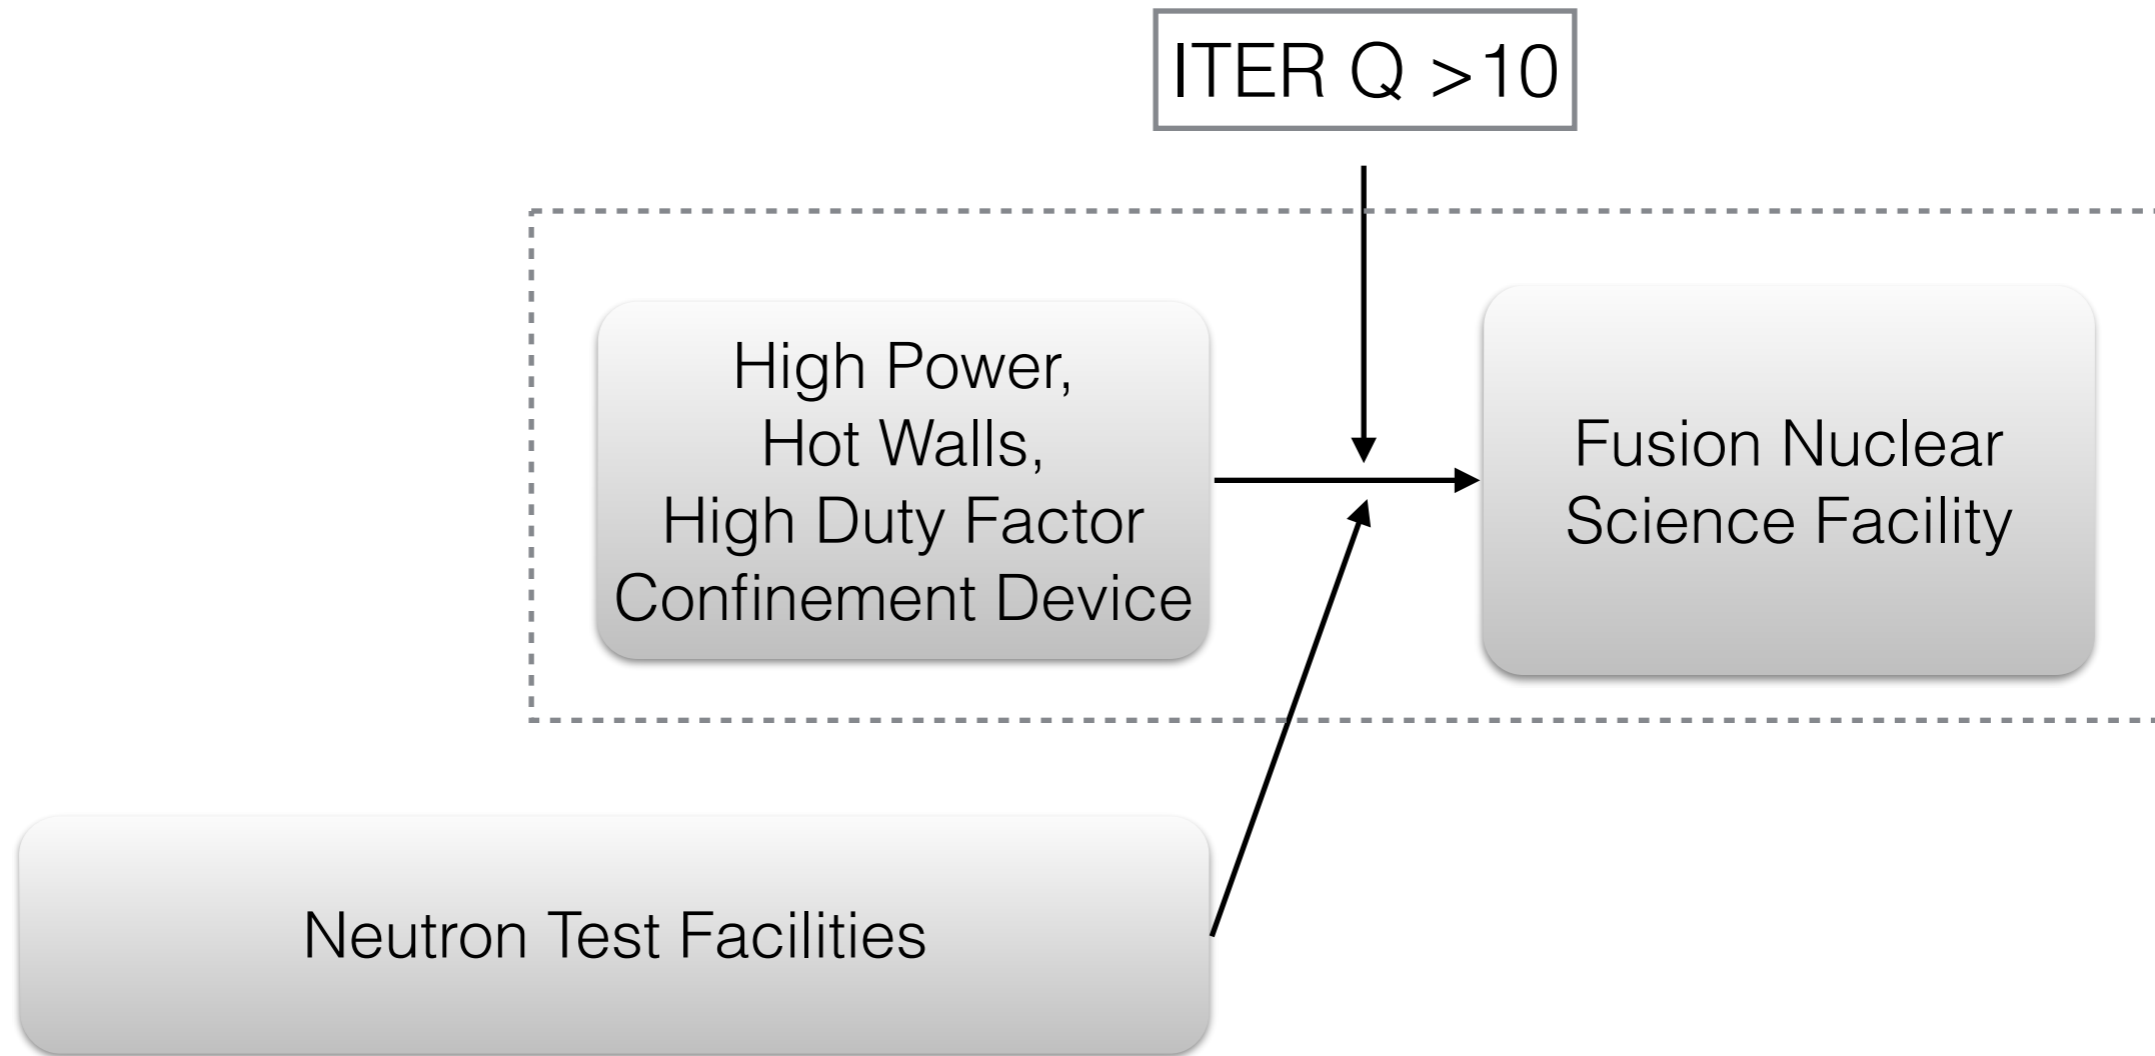 ITER Q >10
High Power,
Hot Walls,
High Duty Factor
Confinement Device
Fusion Nuclear
Science Facility
Neutron Test Facilities